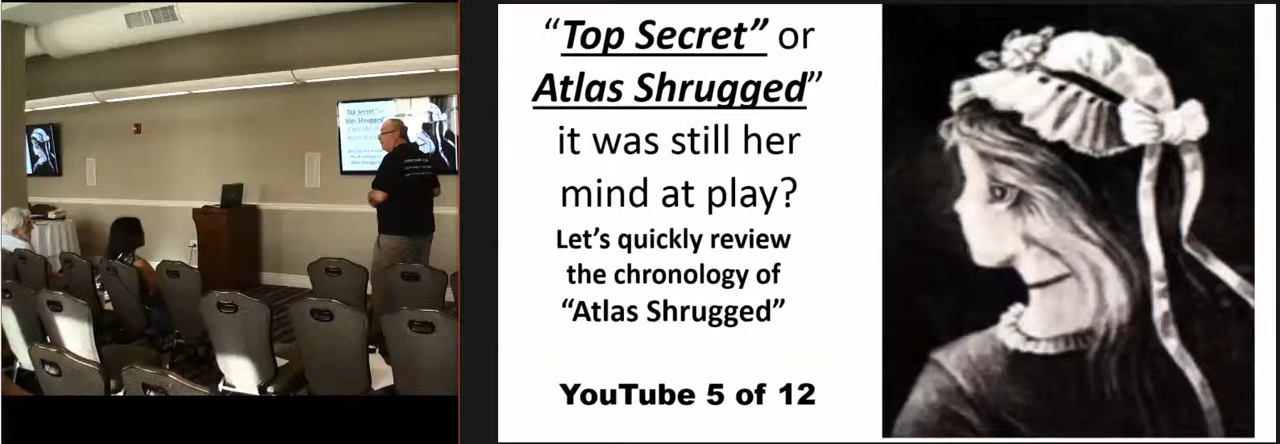 “Top Secret” or
Atlas Shrugged”
it was still her
mind at play?
Let’s quickly review
the chronology of
“Atlas Shrugged”
YouTube 5 of 12